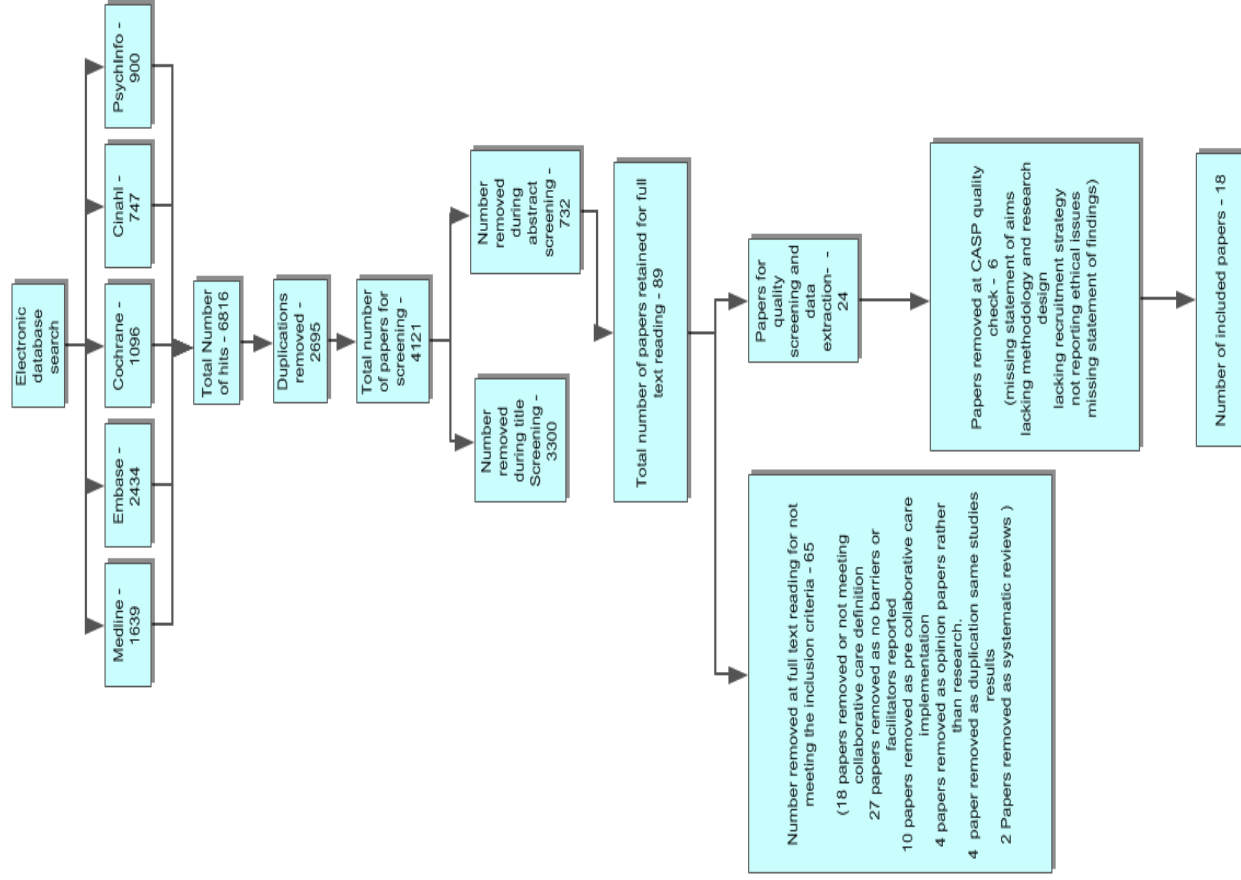 Electronic
database
search
Medline -
1639
Embase -
2434
Cochrane -
1096
Cinahl -
747
PsychInfo -
900
Total Number
of hits - 6816
Duplications
removed -
2695
Total number
of papers for
screening -
4121
Number
removed
during title
Screening -
3300
Number
removed
during
abstract
screening -
732
Total number of papers retained for full
text reading - 89
Number removed at full text reading for not
meeting the inclusion criteria - 65
(18 papers removed or not meeting
collaborative care definition
27 papers removed as no barriers or
facilitators reported
10 papers removed as pre collaborative care
implementation
4 papers removed as opinion papers rather
than research.
4 paper removed as duplication same studies
results
2 Papers removed as systematic reviews )
Papers for
quality
screening and
data
extraction- -
24
Papers removed at CASP quality
check - 6
(missing statement of aims
lacking methodology and research
design
lacking recruitment strategy
not reporting ethical issues
missing statement of findings)
Number of included papers - 18